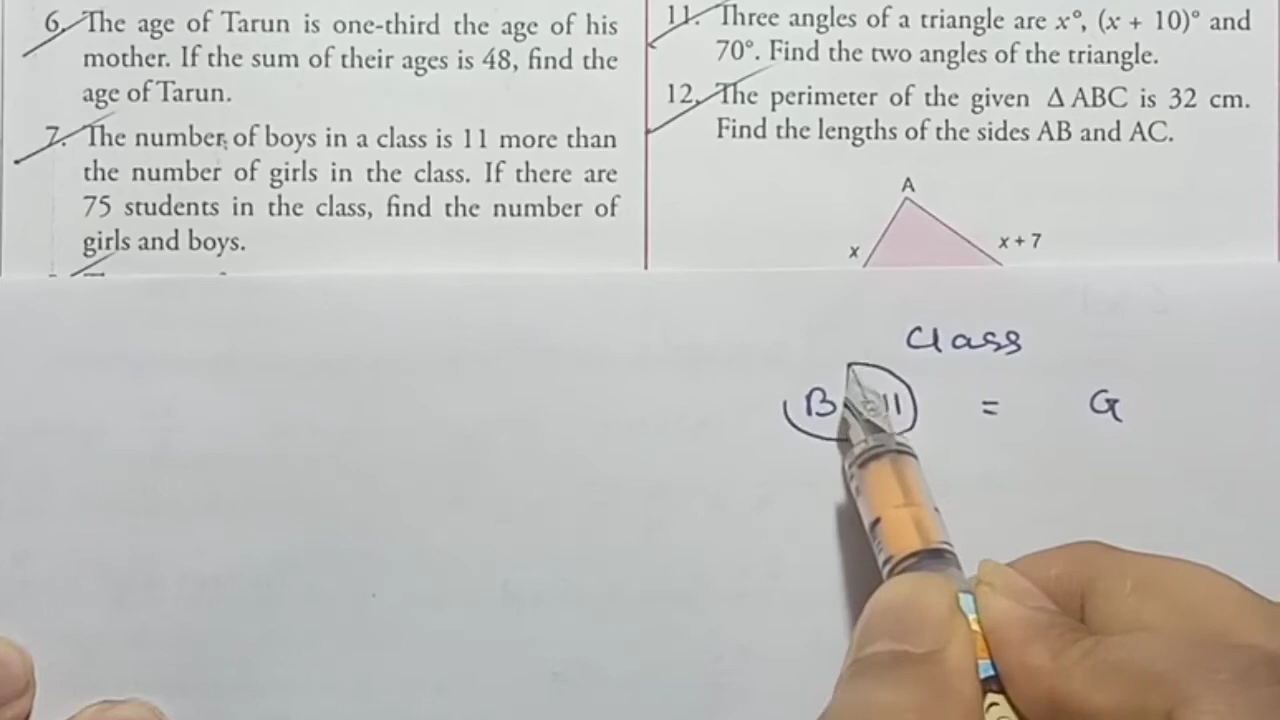 6. The age of Tarun is one-third the age of his
mother. If the sum of their ages is 48, find the
age of Tarun.
7. The number of boys in a class is 11 more than
the number of girls in the class. If there are
75 students in the class, find the number of
girls and boys.
11. Three angles of a triangle are x°, (x + 10)° and
70°. Find the two angles of the triangle.
12. The perimeter of the given Δ ABC is 32 cm.
Find the lengths of the sides AB and AC.
A
x
x + 7
Class
B 11 = G